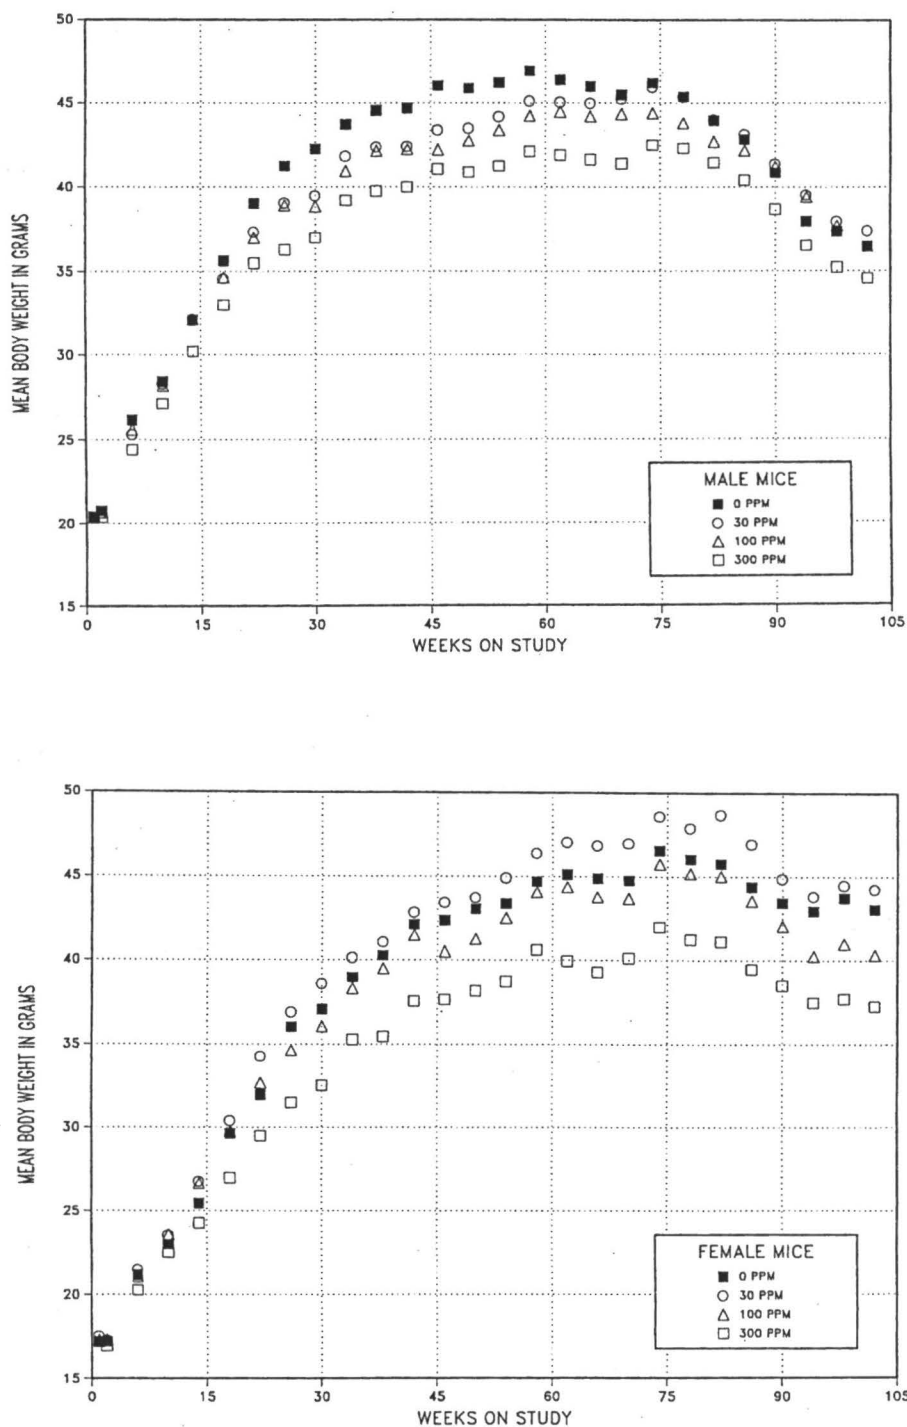 50
45
40
35
30
25
20
15
MEAN BODY WEIGHT IN GRAMS
MALE MICE
0 PPM
30 PPM
100 PPM
300 PPM
0 15 30 45 60 75 90 105
WEEKS ON STUDY
50
45
40
35
30
25
20
15
MEAN BODY WEIGHT IN GRAMS
FEMALE MICE
0 PPM
30 PPM
100 PPM
300 PPM
0 15 30 45 60 75 90 105
WEEKS ON STUDY